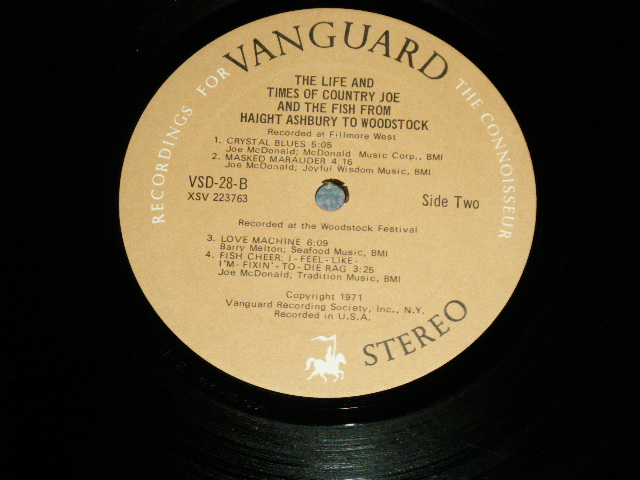 RECORDINGS FOR VANGUARD THE CONNOISSEUR
THE LIFE AND
TIMES OF COUNTRY JOE
AND THE FISH FROM
HAIGHT ASHBURY TO WOODSTOCK
Recorded at Fillmore West
1. CRYSTAL BLUES 5:05
Joe McDonald; McDonald Music Corp., BMI
2. MASKED MARAUDER 4:16
Joe McDonald; Joyful Wisdom Music, BMI
VSD-28-B
XSV 223763
Side Two
Recorded at the Woodstock Festival
3. LOVE MACHINE 6:09
Barry Melton; Seafood Music, BMI
4. FISH CHEER; I-FEEL-LIKE-
I'M-FIXIN'-TO-DIE RAG 3:25
Joe McDonald; Tradition Music, BMI
Copyright 1971
Vanguard Recording Society, Inc., N.Y.
Recorded in U.S.A.
STEREO